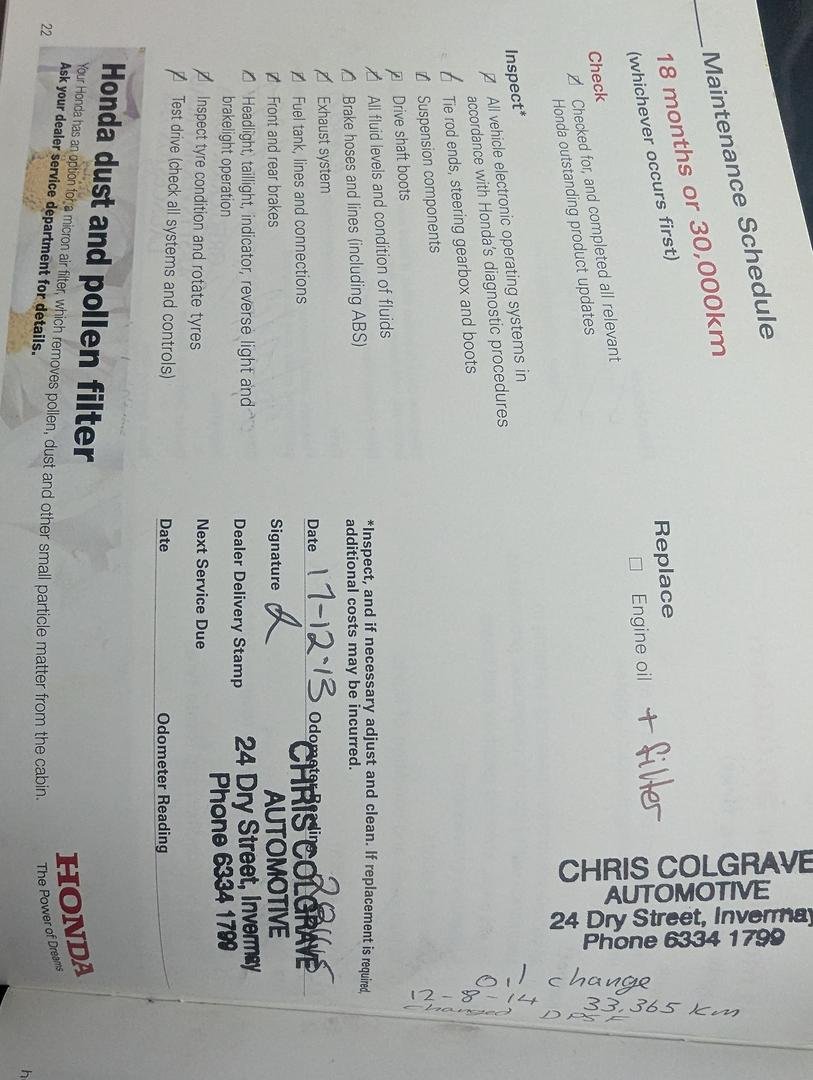 Maintenance Schedule
18 months or 30,000km
(whichever occurs first)
Check
Checked for, and completed all relevant
Honda outstanding product updates
Inspect*
All vehicle electronic operating systems in
accordance with Honda's diagnostic procedures
Tie rod ends, steering gearbox and boots
Suspension components
Drive shaft boots
All fluid levels and condition of fluids
Brake hoses and lines (including ABS)
Exhaust system
Fuel tank, lines and connections
Front and rear brakes
Headlight, taillight, indicator, reverse light and
brakelight operation
Inspect tyre condition and rotate tyres
Test drive (check all systems and controls)
Replace
Engine oil + filter
CHRIS COLGRAVE
AUTOMOTIVE
24 Dry Street, Invermay
Phone 6334 1799
oil change
12-8-14 33,365 km
changed
*Inspect, and if necessary adjust and clean. If replacement is required,
additional costs may be incurred.
Date 17-12-13 Odometer Reading
Signature
Dealer Delivery Stamp
CHRIS COLGRAVE
AUTOMOTIVE
24 Dry Street, Invermay
Phone 6334 1799
Next Service Due
Date Odometer Reading
Honda dust and pollen filter
Your Honda has an option for a micron air filter, which removes pollen, dust and other small particle matter from the cabin.
Ask your dealer service department for details.
HONDA
The Power of Dreams
22